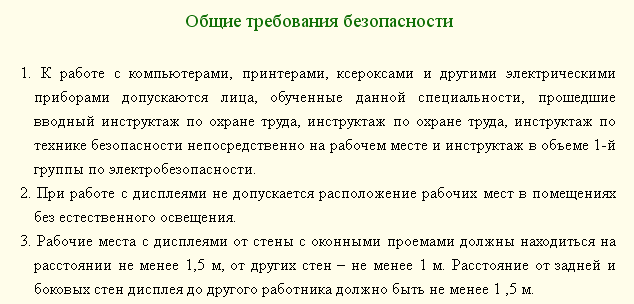 Общие требования безопасности
1. К работе с компьютерами, принтерами, ксероксами и другими электрическими
приборами допускаются лица, обученные данной специальности, прошедшие
вводный инструктаж по охране труда, инструктаж по охране труда, инструктаж по
технике безопасности непосредственно на рабочем месте и инструктаж в объеме 1-й
группы по электробезопасности.
2. При работе с дисплеями не допускается расположение рабочих мест в помещениях
без естественного освещения.
3. Рабочие места с дисплеями от стены с оконными проемами должны находиться на
расстоянии не менее 1,5 м, от других стен – не менее 1 м. Расстояние от задней и
боковых стен дисплея до другого работника должно быть не менее 1 ,5 м.